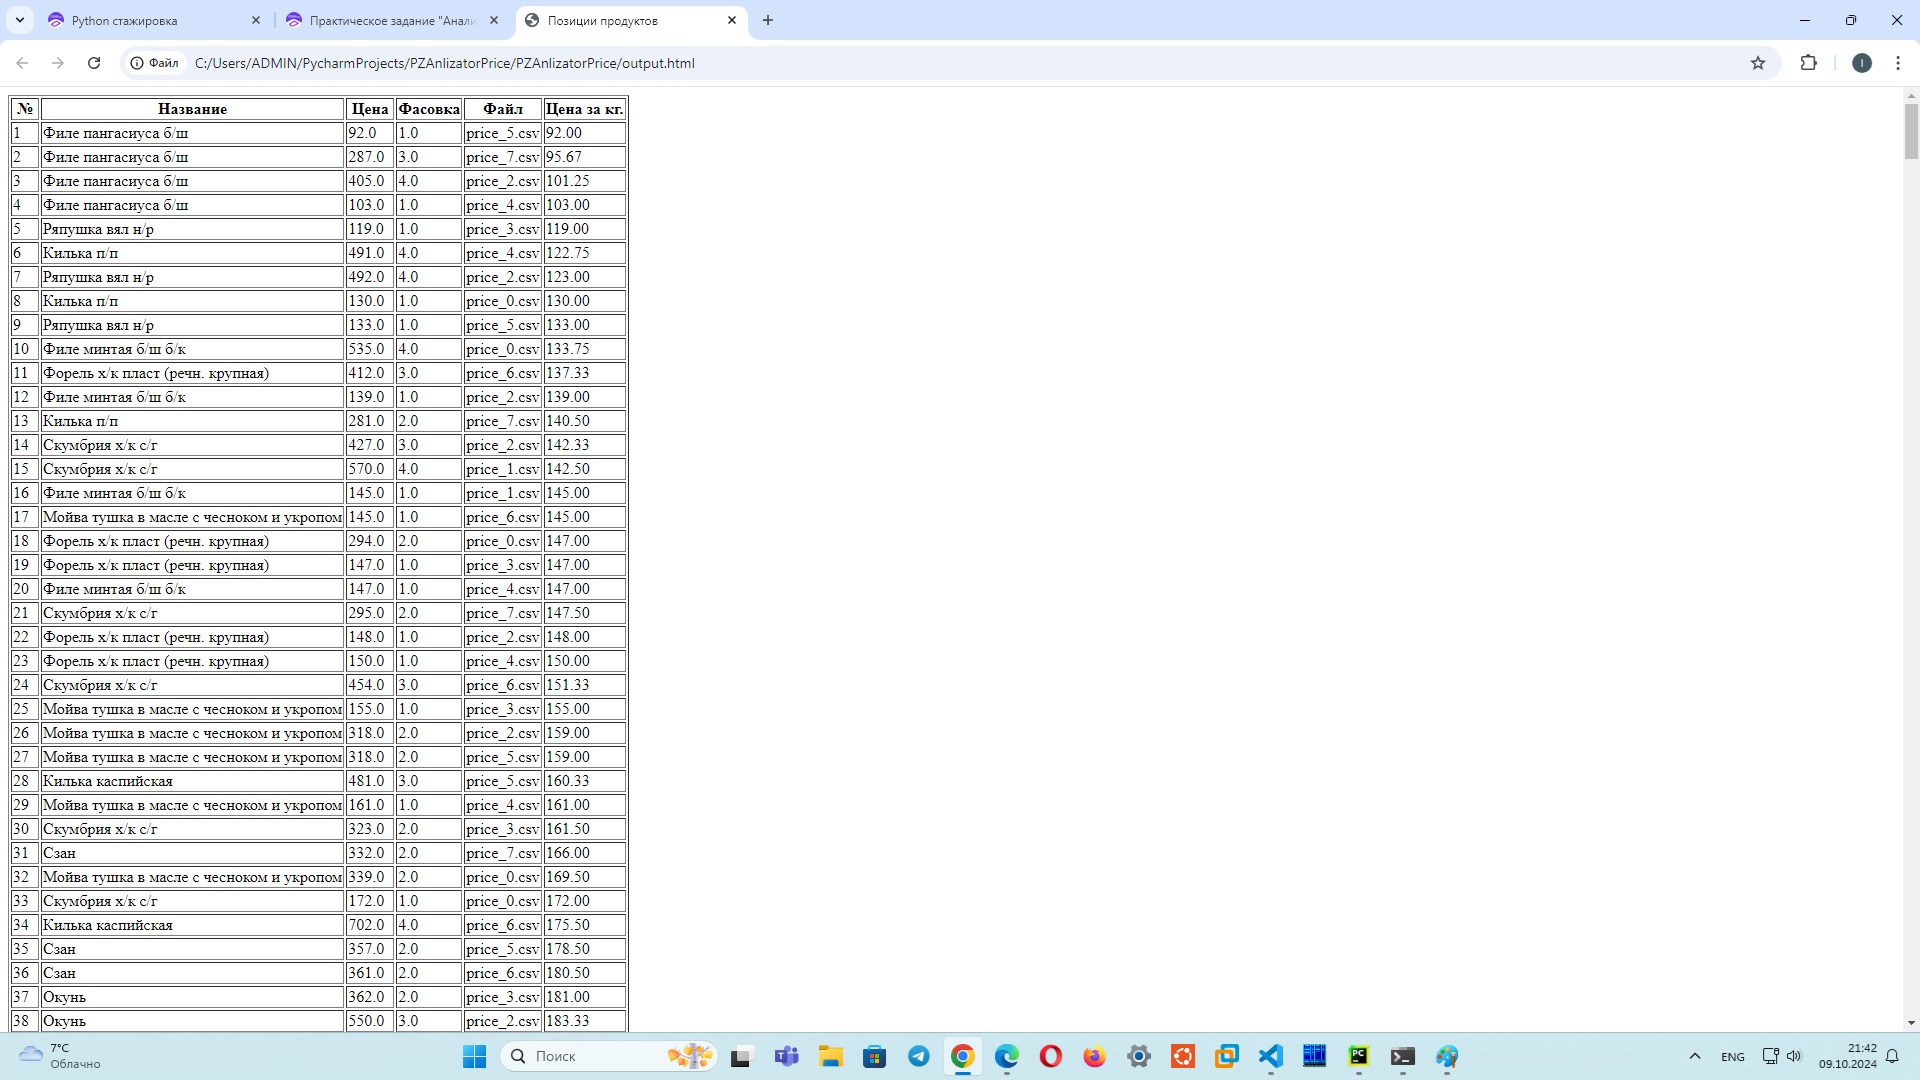 Python стажировка
Практическое задание "Анали
Позиции продуктов
Файл
C:/Users/ADMIN/PycharmProjects/PZAnlizatorPrice/PZAnlizatorPrice/output.html
I
№ Название Цена Фасовка Файл Цена за кг.
1 Филе пангасиуса б/ш 92.0 1.0 price_5.csv 92.00
2 Филе пангасиуса б/ш 287.0 3.0 price_7.csv 95.67
3 Филе пангасиуса б/ш 405.0 4.0 price_2.csv 101.25
4 Филе пангасиуса б/ш 103.0 1.0 price_4.csv 103.00
5 Ряпушка вял н/р 119.0 1.0 price_3.csv 119.00
6 Килька п/п 491.0 4.0 price_4.csv 122.75
7 Ряпушка вял н/р 492.0 4.0 price_2.csv 123.00
8 Килька п/п 130.0 1.0 price_0.csv 130.00
9 Ряпушка вял н/р 133.0 1.0 price_5.csv 133.00
10 Филе минтая б/ш б/к 535.0 4.0 price_0.csv 133.75
11 Форель х/к пласт (речн. крупная) 412.0 3.0 price_6.csv 137.33
12 Филе минтая б/ш б/к 139.0 1.0 price_2.csv 139.00
13 Килька п/п 281.0 2.0 price_7.csv 140.50
14 Скумбрия х/к с/г 427.0 3.0 price_2.csv 142.33
15 Скумбрия х/к с/г 570.0 4.0 price_1.csv 142.50
16 Филе минтая б/ш б/к 145.0 1.0 price_1.csv 145.00
17 Мойва тушка в масле с чесноком и укропом 145.0 1.0 price_6.csv 145.00
18 Форель х/к пласт (речн. крупная) 294.0 2.0 price_0.csv 147.00
19 Форель х/к пласт (речн. крупная) 147.0 1.0 price_3.csv 147.00
20 Филе минтая б/ш б/к 147.0 1.0 price_4.csv 147.00
21 Скумбрия х/к с/г 295.0 2.0 price_7.csv 147.50
22 Форель х/к пласт (речн. крупная) 148.0 1.0 price_2.csv 148.00
23 Форель х/к пласт (речн. крупная) 150.0 1.0 price_4.csv 150.00
24 Скумбрия х/к с/г 454.0 3.0 price_6.csv 151.33
25 Мойва тушка в масле с чесноком и укропом 155.0 1.0 price_3.csv 155.00
26 Мойва тушка в масле с чесноком и укропом 318.0 2.0 price_2.csv 159.00
27 Мойва тушка в масле с чесноком и укропом 318.0 2.0 price_5.csv 159.00
28 Килька каспийская 481.0 3.0 price_5.csv 160.33
29 Мойва тушка в масле с чесноком и укропом 161.0 1.0 price_4.csv 161.00
30 Скумбрия х/к с/г 323.0 2.0 price_3.csv 161.50
31 Сзан 332.0 2.0 price_7.csv 166.00
32 Мойва тушка в масле с чесноком и укропом 339.0 2.0 price_0.csv 169.50
33 Скумбрия х/к с/г 172.0 1.0 price_0.csv 172.00
34 Килька каспийская 702.0 4.0 price_6.csv 175.50
35 Сзан 357.0 2.0 price_5.csv 178.50
36 Сзан 361.0 2.0 price_6.csv 180.50
37 Окунь 362.0 2.0 price_3.csv 181.00
38 Окунь 550.0 3.0 price_2.csv 183.33
7°C
Облачно
Поиск
PC
ENG
21:42
09.10.2024